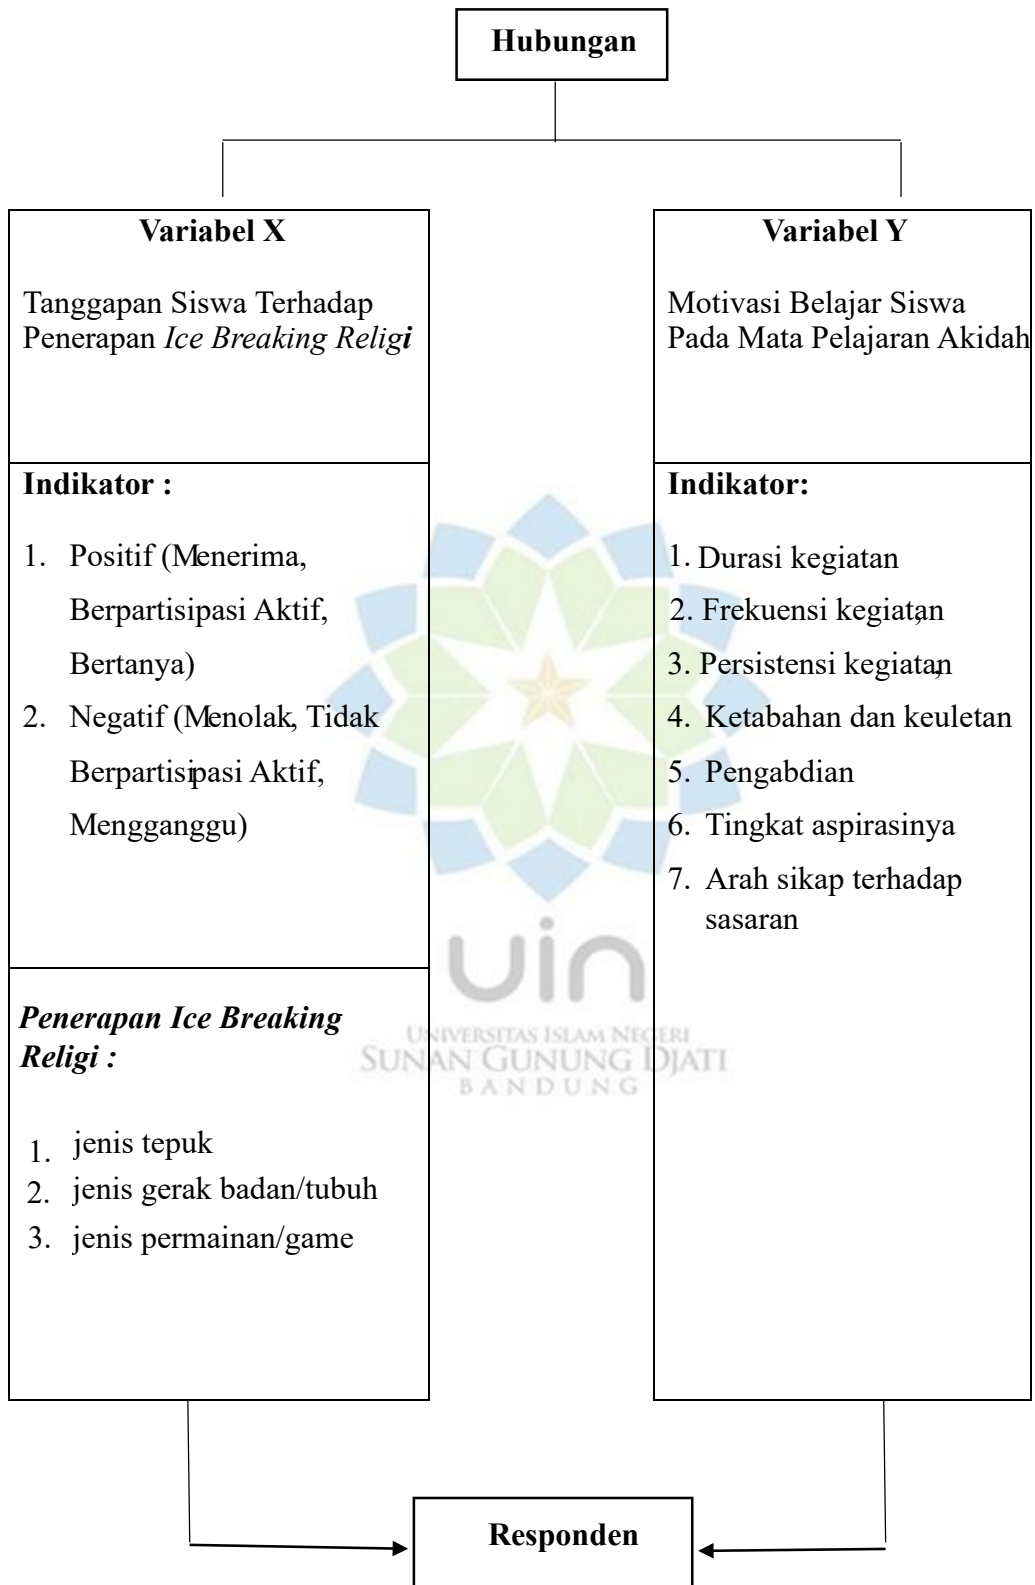 Hubungan
Variabel X
Tanggapan Siswa Terhadap
Penerapan Ice Breaking Religi
Indikator :
1. Positif (Menerima,
Berpartisipasi Aktif,
Bertanya)
2. Negatif (Menolak, Tidak
Berpartisipasi Aktif,
Mengganggu)
Penerapan Ice Breaking
Religi :
1. jenis tepuk
2. jenis gerak badan/tubuh
3. jenis permainan/game
Variabel Y
Motivasi Belajar Siswa
Pada Mata Pelajaran Akidah
Indikator:
1. Durasi kegiatan
2. Frekuensi kegiatan,
3. Persistensi kegiatan,
4. Ketabahan dan keuletan
5. Pengabdian
6. Tingkat aspirasinya
7. Arah sikap terhadap
sasaran
uin
UNIVERSITAS ISLAM NEGERI
SUNAN GUNUNG DJATI
BANDUNG
Responden